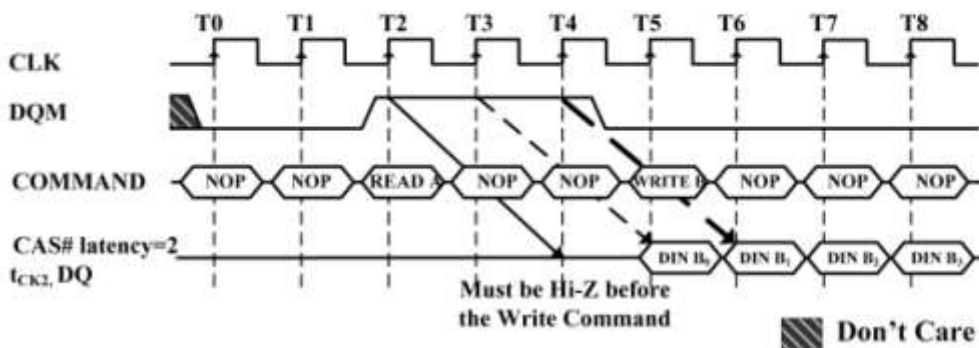 T0 T1 T2 T3 T4 T5 T6 T7 T8
CLK
DQM
COMMAND NOP NOP READ A NOP NOP WRITE B NOP NOP NOP
CAS# latency=2
tCK2, DQ DIN B0 DIN B1 DIN B2 DIN B3
Must be Hi-Z before
the Write Command
Don't Care